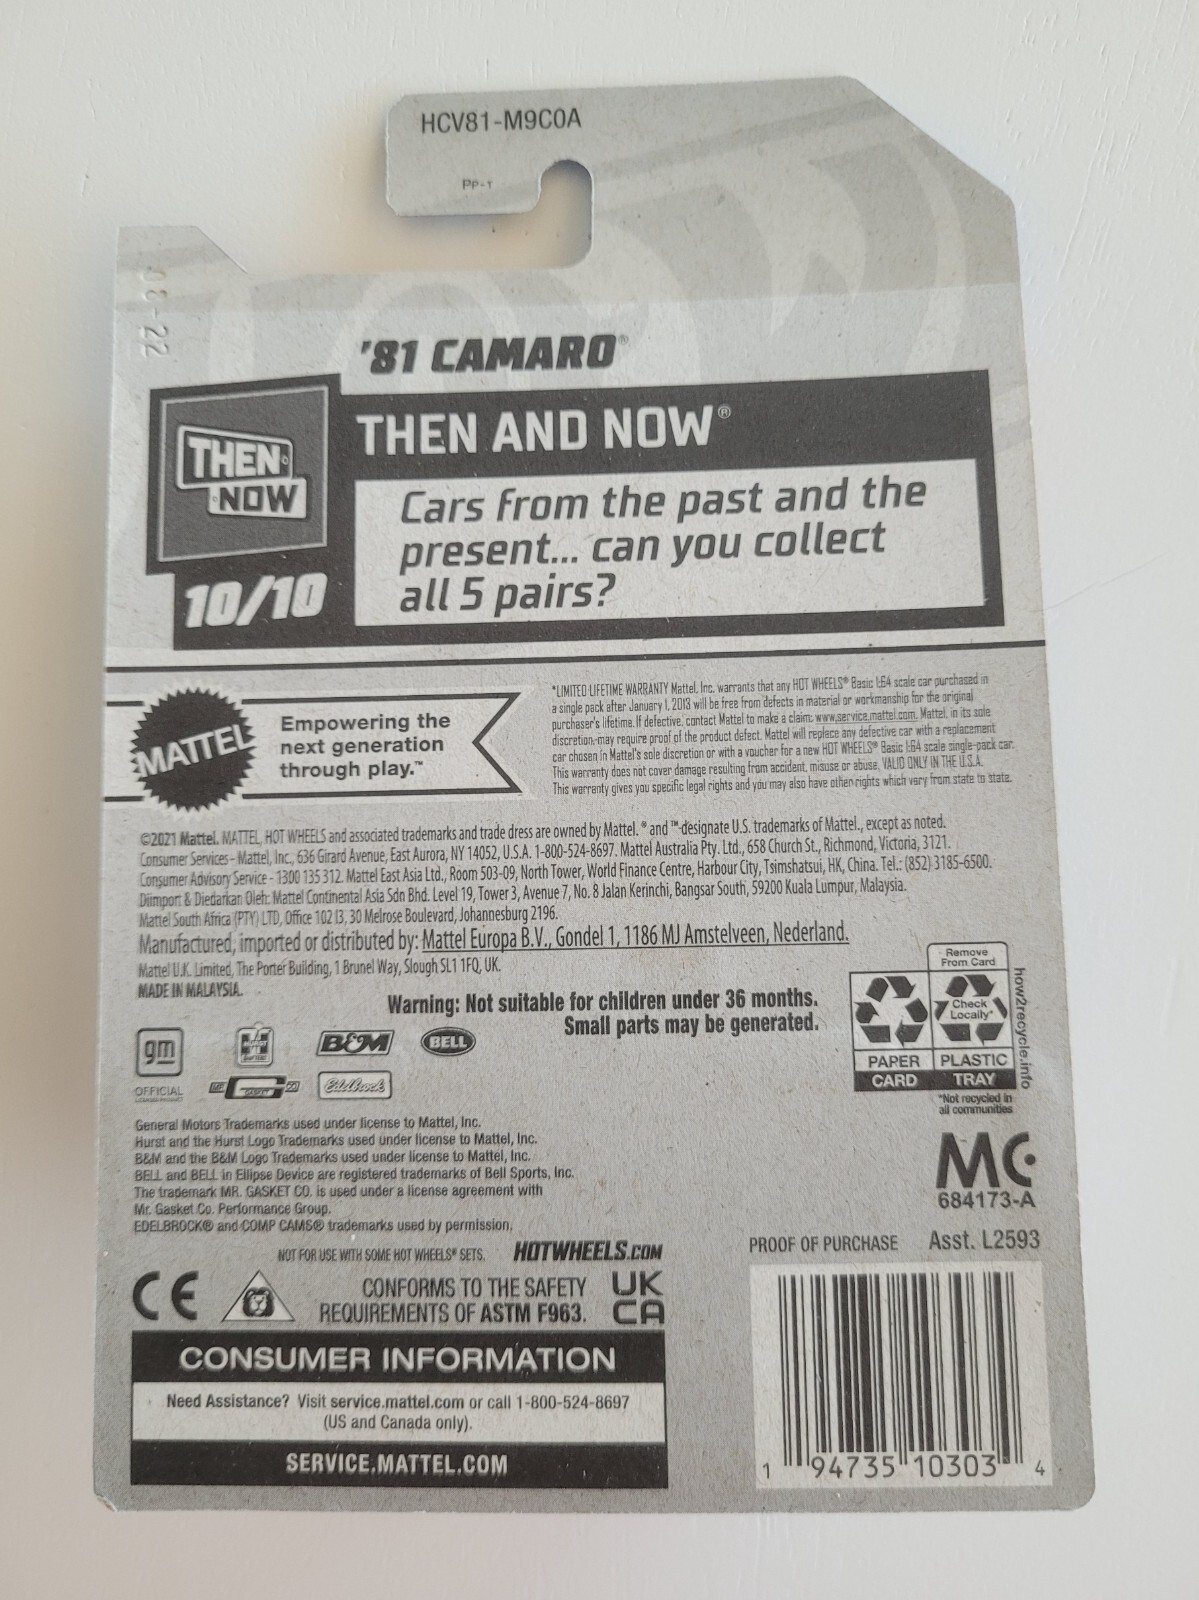 HCV81-M9C0A
PP-1
08-22
'81 CAMARO®
THEN AND NOW®
THEN
NOW
Cars from the past and the
present... can you collect
all 5 pairs?
10/10
MATTEL
Empowering the
next generation
through play.™
*LIMITED LIFETIME WARRANTY Mattel, Inc. warrants that any HOT WHEELS® Basic 1:64 scale car purchased in
a single pack after January 1, 2013 will be free from defects in material or workmanship for the original
purchaser's lifetime. If defective, contact Mattel to make a claim: www.service.mattel.com. Mattel, in its sole
discretion, may require proof of the product defect. Mattel will replace any defective car with a replacement
car chosen in Mattel's sole discretion or with a voucher for a new HOT WHEELS® Basic 1:64 scale single-pack car.
This warranty does not cover damage resulting from accident, misuse or abuse. VALID ONLY IN THE U.S.A.
This warranty gives you specific legal rights and you may also have other rights which vary from state to state.
©2021 Mattel. MATTEL, HOT WHEELS and associated trademarks and trade dress are owned by Mattel. ® and ™ designate U.S. trademarks of Mattel., except as noted.
Consumer Services - Mattel, Inc., 636 Girard Avenue, East Aurora, NY 14052, U.S.A. 1-800-524-8697. Mattel Australia Pty. Ltd., 658 Church St., Richmond, Victoria, 3121.
Consumer Advisory Service - 1300 135 312. Mattel East Asia Ltd., Room 503-09, North Tower, World Finance Centre, Harbour City, Tsimshatsui, HK, China. Tel.: (852) 3185-6500.
Diimport & Diedarkan Oleh: Mattel Continental Asia Sdn Bhd. Level 19, Tower 3, Avenue 7, No. 8 Jalan Kerinchi, Bangsar South, 59200 Kuala Lumpur, Malaysia.
Mattel South Africa (PTY) LTD, Office 102 I3, 30 Melrose Boulevard, Johannesburg 2196.
Manufactured, imported or distributed by: Mattel Europa B.V., Gondel 1, 1186 MJ Amstelveen, Nederland.
Mattel U.K. Limited, The Porter Building, 1 Brunel Way, Slough SL1 1FQ, UK.
MADE IN MALAYSIA.
Warning: Not suitable for children under 36 months.
Small parts may be generated.
Remove
From Card
Check
Locally*
PAPER
PLASTIC
CARD
TRAY
how2recycle.info
*Not recycled in
all communities
gm
OFFICIAL
LICENSED PRODUCT
HURST
SHIFTERS
B&M
BELL
MR. GASKET CO
Edelbrock
General Motors Trademarks used under license to Mattel, Inc.
Hurst and the Hurst Logo Trademarks used under license to Mattel, Inc.
B&M and the B&M Logo Trademarks used under license to Mattel, Inc.
BELL and BELL in Ellipse Device are registered trademarks of Bell Sports, Inc.
The trademark MR. GASKET CO. is used under a license agreement with
Mr. Gasket Co. Performance Group.
EDELBROCK® and COMP CAMS® trademarks used by permission.
MC
684173-A
NOT FOR USE WITH SOME HOT WHEELS® SETS.
HOTWHEELS.COM
PROOF OF PURCHASE
Asst. L2593
CE
CONFORMS TO THE SAFETY
REQUIREMENTS OF ASTM F963.
UK
CA
CONSUMER INFORMATION
Need Assistance? Visit service.mattel.com or call 1-800-524-8697
(US and Canada only).
SERVICE.MATTEL.COM
1 94735 10303 4